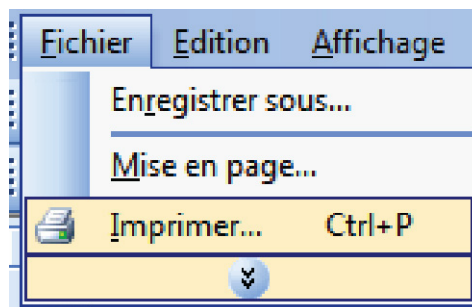 Fichier Edition Affichage
Enregistrer sous...
Mise en page...
Imprimer... Ctrl+P